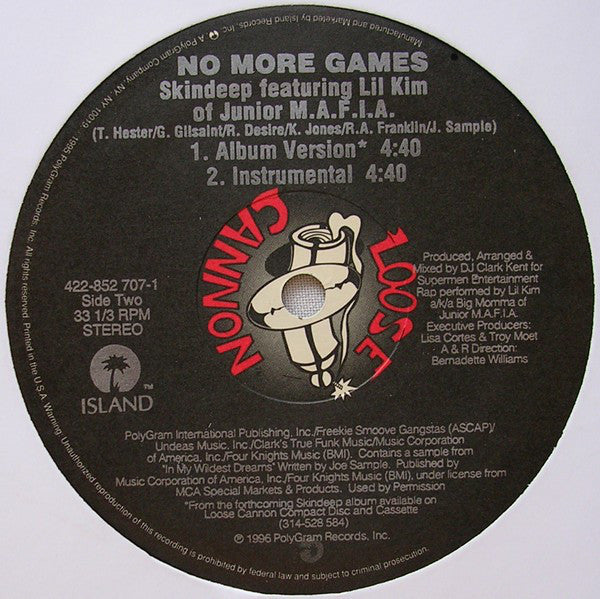 NO MORE GAMES
Skindeep featuring Lil Kim
of Junior M.A.F.I.A.
(T. Hester/G. Gilsaint/R. Desire/K. Jones/R.A. Franklin/J. Sample)
1. Album Version* 4:40
2. Instrumental 4:40
LOOSE
CANNON
422-852 707-1
Side Two
33 1/3 RPM
STEREO
ISLAND
TM
Produced, Arranged &
Mixed by DJ Clark Kent for
Supermen Entertainment
Rap performed by Lil Kim
a/k/a Big Momma of
Junior M.A.F.I.A.
Executive Producers:
Lisa Cortes & Troy Moet
A & R Direction:
Bernadette Williams
PolyGram International Publishing, Inc./Freekie Smoove Gangstas (ASCAP)/
Undeas Music, Inc./Clark's True Funk Music/Music Corporation
of America, Inc./Four Knights Music (BMI). Contains a sample from
"In My Wildest Dreams" Written by Joe Sample. Published by
Music Corporation of America, Inc./Four Knights Music (BMI), under license from
MCA Special Markets & Products. Used by Permission
*From the forthcoming Skindeep album available on
Loose Cannon Compact Disc and Cassette
(314-528 584)
℗ 1996 PolyGram Records, Inc.
Manufactured and Marketed by Island Records, Inc., A PolyGram Company, NY, NY 10019. 1995 PolyGram Records, Inc. All rights reserved. Printed in the U.S.A. Warning: Unauthorized reproduction of this recording is prohibited by federal law and subject to criminal prosecution.